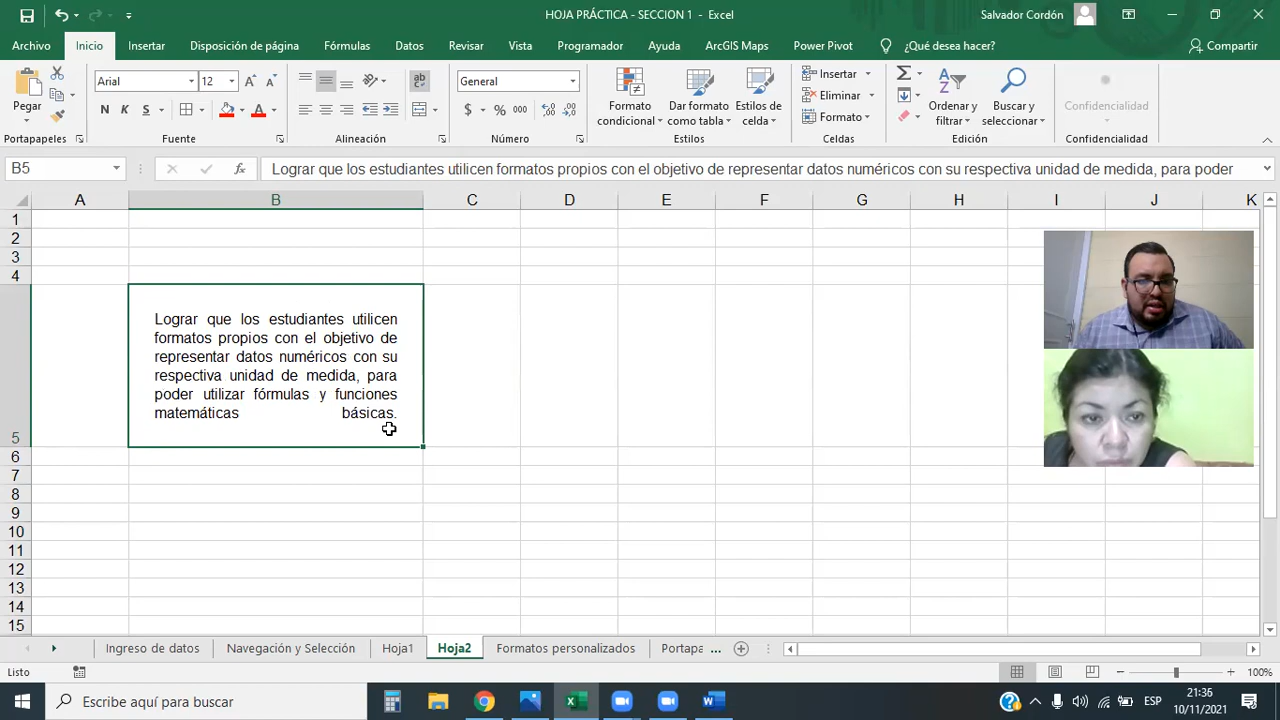 HOJA PRÁCTICA - SECCION 1 - Excel
Salvador Cordón
Archivo Inicio Insertar Disposición de página Fórmulas Datos Revisar Vista Programador Ayuda ArcGIS Maps Power Pivot ¿Qué desea hacer? Compartir
Pegar
Portapapeles
Arial 12
N K S
Fuente
ab
Alineación
General
$ % 000
Número
Formato condicional
Dar formato como tabla
Estilos de celda
Estilos
Insertar
Eliminar
Formato
Celdas
Ordenar y filtrar
Buscar y seleccionar
Edición
Confidencialidad
Confidencialidad
B5 fx Lograr que los estudiantes utilicen formatos propios con el objetivo de representar datos numéricos con su respectiva unidad de medida, para poder
A B C D E F G H I J K
1
2
3
4
Lograr que los estudiantes utilicen
formatos propios con el objetivo de
representar datos numéricos con su
respectiva unidad de medida, para
poder utilizar fórmulas y funciones
matemáticas básicas.
5
6
7
8
9
10
11
12
13
14
15
Ingreso de datos Navegación y Selección Hoja1 Hoja2 Formatos personalizados Portapa ...
Listo 100%
Escribe aquí para buscar
ESP
21:36
10/11/2021